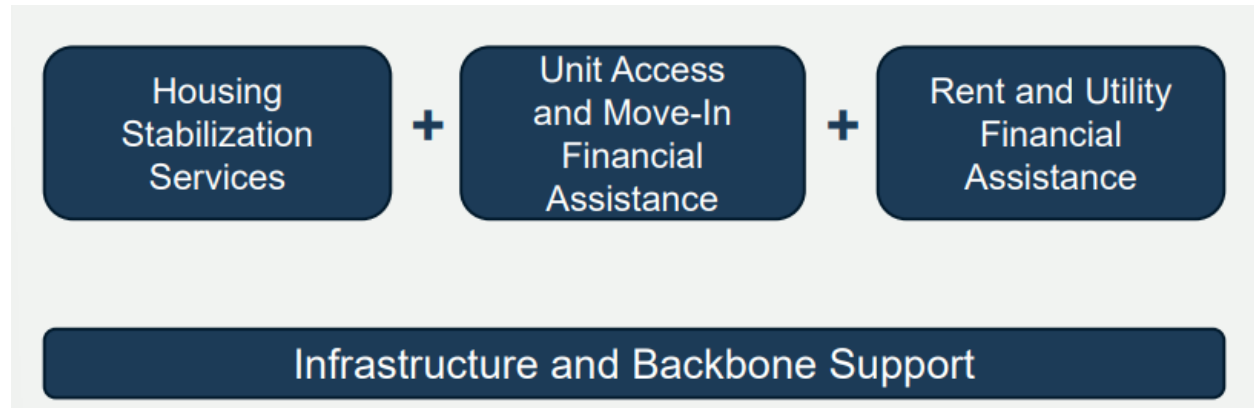 Housing
Stabilization
Services
+
Unit Access
and Move-In
Financial
Assistance
+
Rent and Utility
Financial
Assistance
Infrastructure and Backbone Support